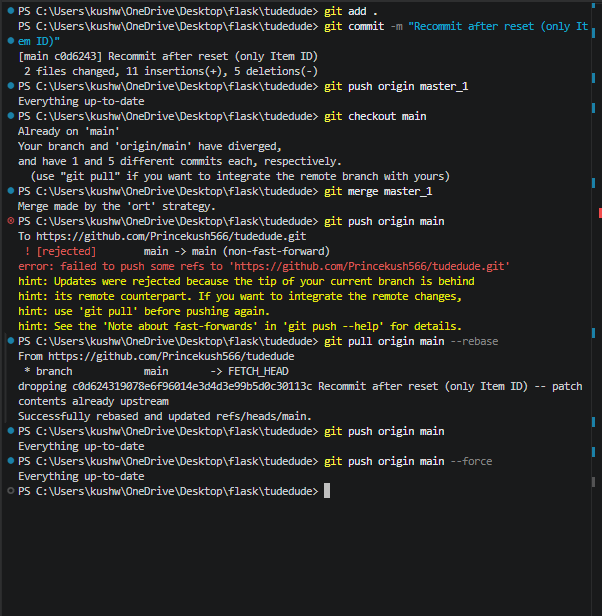 PS C:\Users\kushw\OneDrive\Desktop\flask\tudedude> git add .
PS C:\Users\kushw\OneDrive\Desktop\flask\tudedude> git commit -m "Recommit after reset (only It
em ID)"
[main c0d6243] Recommit after reset (only Item ID)
2 files changed, 11 insertions(+), 5 deletions(-)
PS C:\Users\kushw\OneDrive\Desktop\flask\tudedude> git push origin master_1
Everything up-to-date
PS C:\Users\kushw\OneDrive\Desktop\flask\tudedude> git checkout main
Already on 'main'
Your branch and 'origin/main' have diverged,
and have 1 and 5 different commits each, respectively.
(use "git pull" if you want to integrate the remote branch with yours)
PS C:\Users\kushw\OneDrive\Desktop\flask\tudedude> git merge master_1
Merge made by the 'ort' strategy.
PS C:\Users\kushw\OneDrive\Desktop\flask\tudedude> git push origin main
To https://github.com/Princekush566/tudedude.git
! [rejected] main -> main (non-fast-forward)
error: failed to push some refs to 'https://github.com/Princekush566/tudedude.git'
hint: Updates were rejected because the tip of your current branch is behind
hint: its remote counterpart. If you want to integrate the remote changes,
hint: use 'git pull' before pushing again.
hint: See the 'Note about fast-forwards' in 'git push --help' for details.
PS C:\Users\kushw\OneDrive\Desktop\flask\tudedude> git pull origin main --rebase
From https://github.com/Princekush566/tudedude
* branch main -> FETCH_HEAD
dropping c0d624319078e6f96014e3d4d3e99b5d0c30113c Recommit after reset (only Item ID) -- patch
contents already upstream
Successfully rebased and updated refs/heads/main.
PS C:\Users\kushw\OneDrive\Desktop\flask\tudedude> git push origin main
Everything up-to-date
PS C:\Users\kushw\OneDrive\Desktop\flask\tudedude> git push origin main --force
Everything up-to-date
PS C:\Users\kushw\OneDrive\Desktop\flask\tudedude>